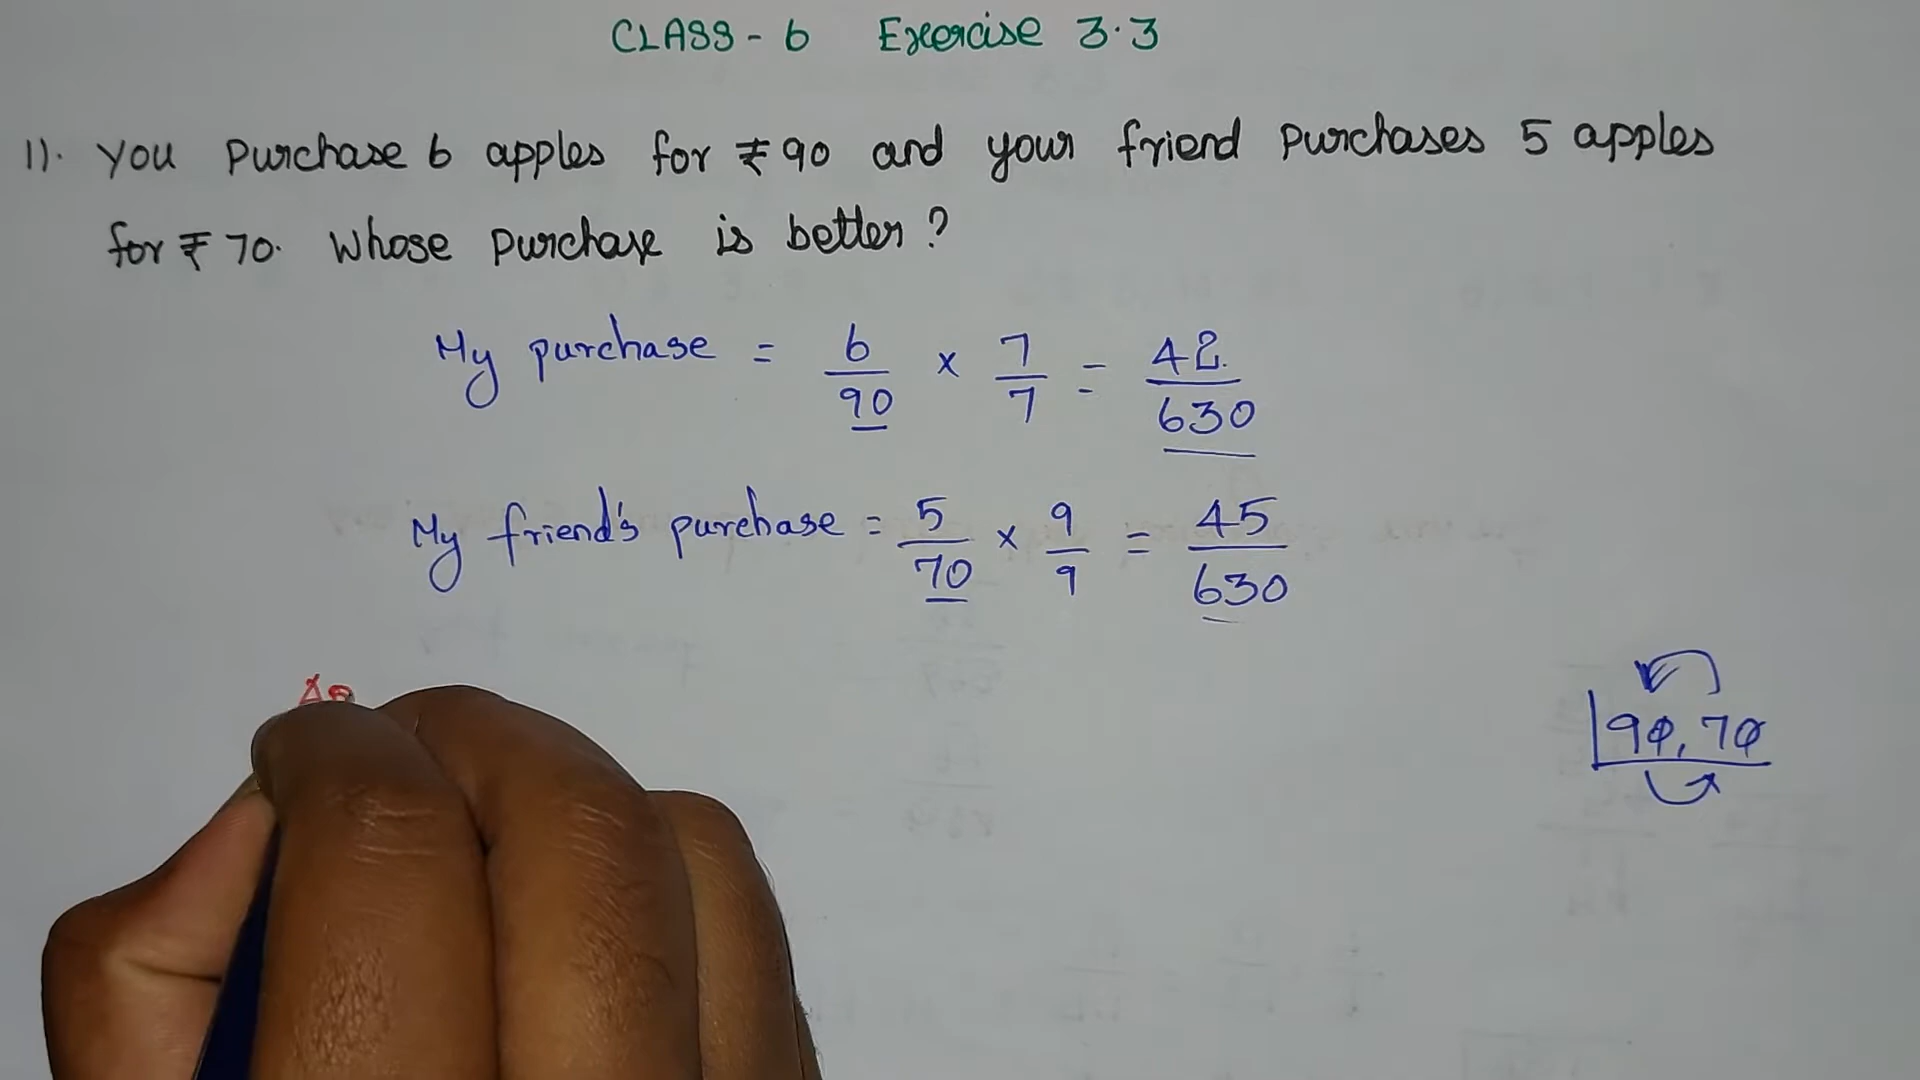 CLASS - 6 Exercise 3.3
11. You purchase 6 apples for ₹ 90 and your friend purchases 5 apples
for ₹ 70. Whose purchase is better?
My purchase = 6/90 × 7/7 = 42/630
My friend's purchase = 5/70 × 9/9 = 45/630
90, 70